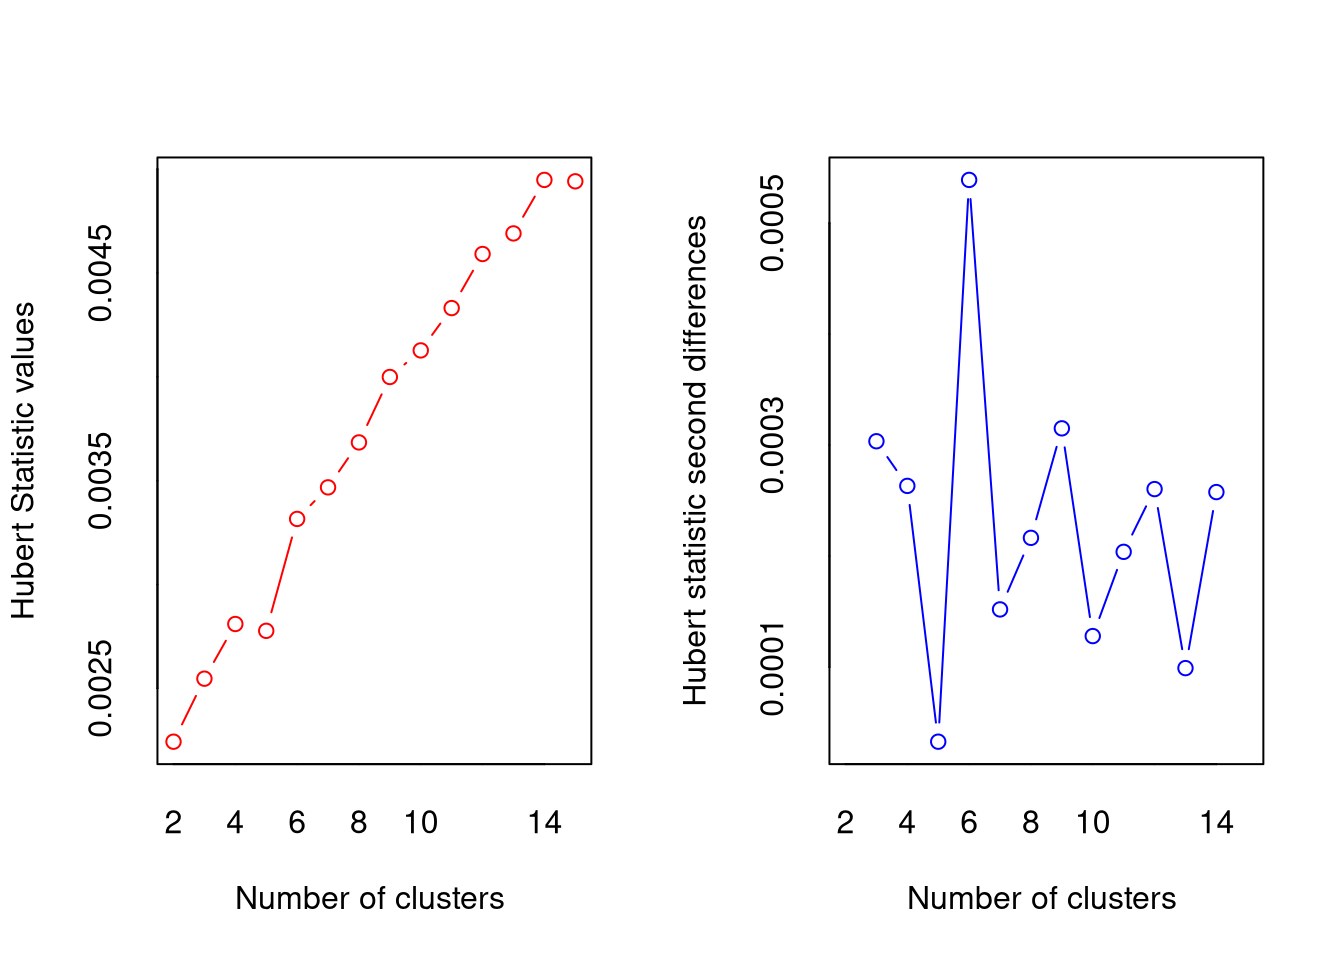 Hubert Statistic values
0.0045
0.0035
0.0025
2 4 6 8 10 14
Number of clusters
Hubert statistic second differences
0.0005
0.0003
0.0001
2 4 6 8 10 14
Number of clusters